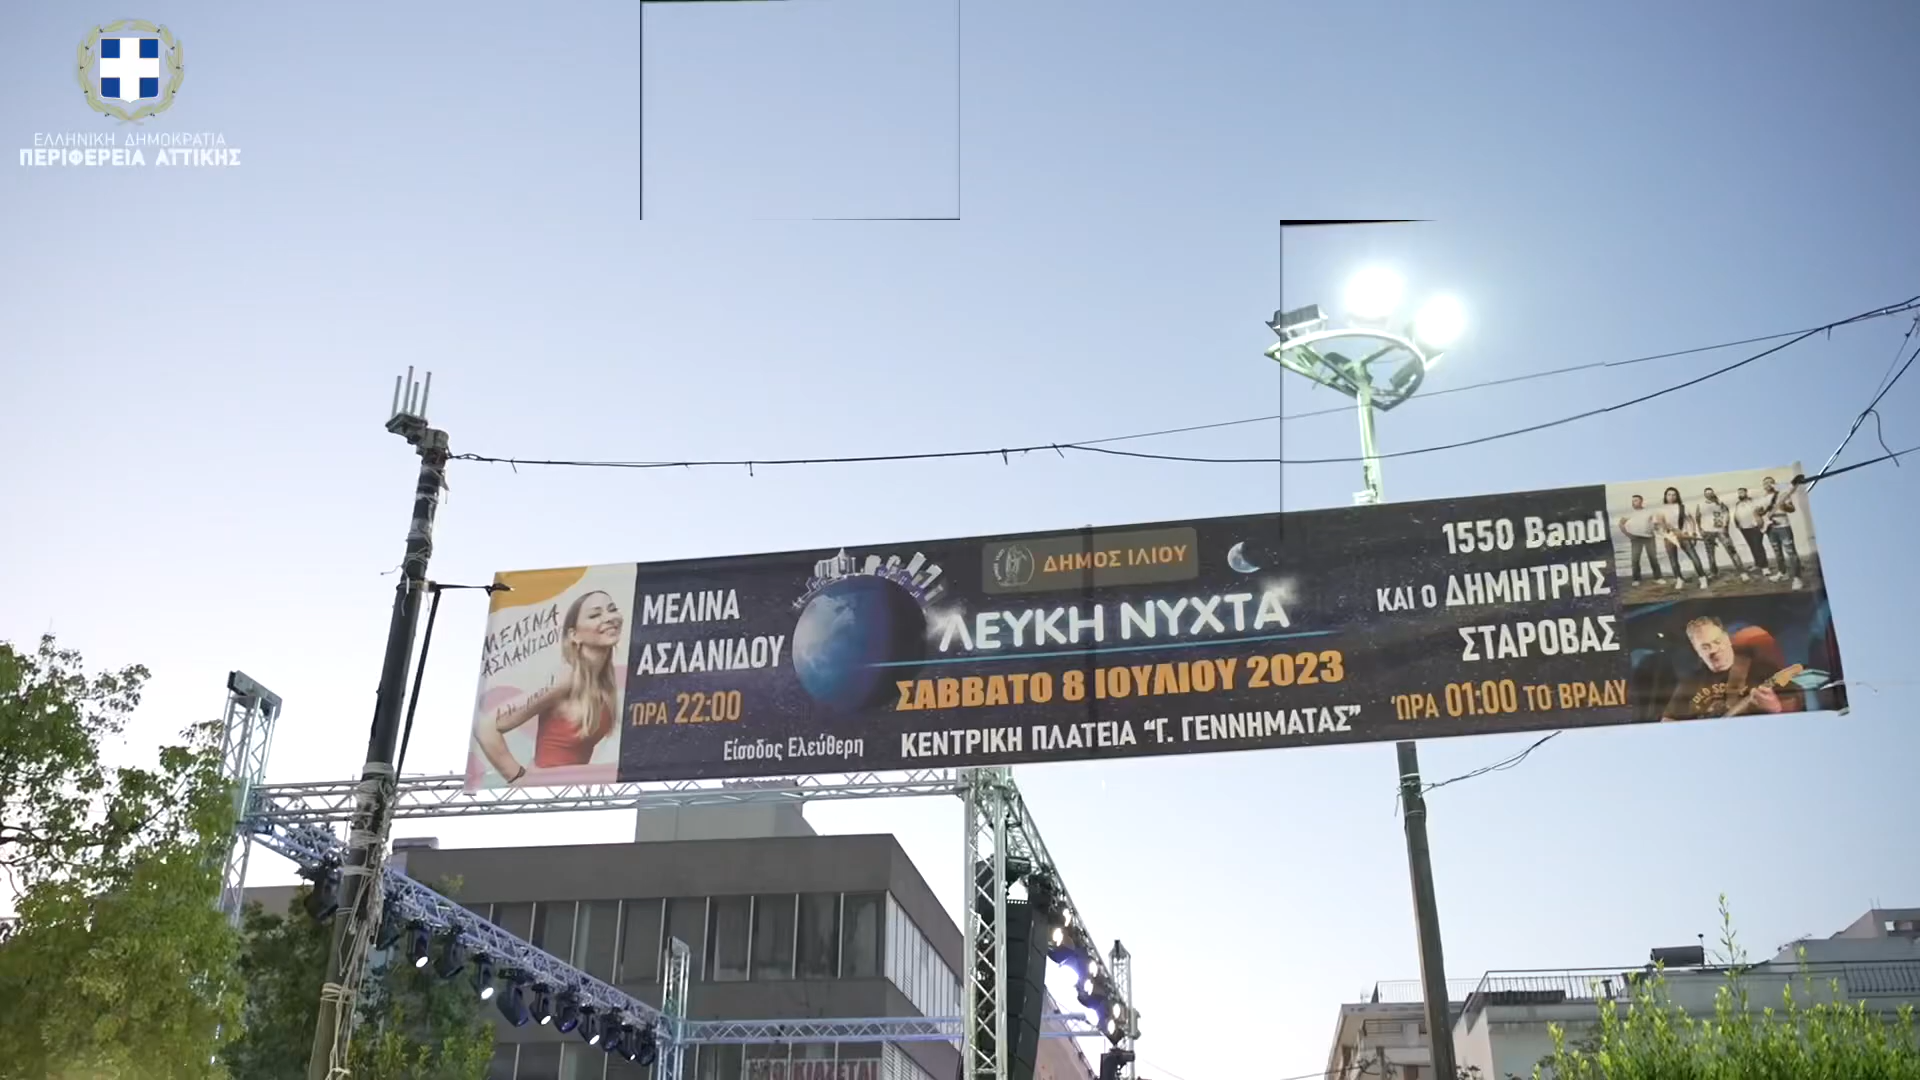 ΕΛΛΗΝΙΚΗ ΔΗΜΟΚΡΑΤΙΑ
ΠΕΡΙΦΕΡΕΙΑ ΑΤΤΙΚΗΣ
ΜΕΛΙΝΑ
ΑΣΛΑΝΙΔΟΥ
ΜΕΛΙΝΑ
ΑΣΛΑΝΙΔΟΥ
ΏΡΑ 22:00
Είσοδος Ελεύθερη
ΔΗΜΟΣ ΙΛΙΟΥ
ΛΕΥΚΗ ΝΥΧΤΑ
ΣΑΒΒΑΤΟ 8 ΙΟΥΛΙΟΥ 2023
ΚΕΝΤΡΙΚΗ ΠΛΑΤΕΙΑ “Γ. ΓΕΝΝΗΜΑΤΑΣ”
1550 Band
ΚΑΙ Ο ΔΗΜΗΤΡΗΣ
ΣΤΑΡΟΒΑΣ
ΏΡΑ 01:00 ΤΟ ΒΡΑΔΥ